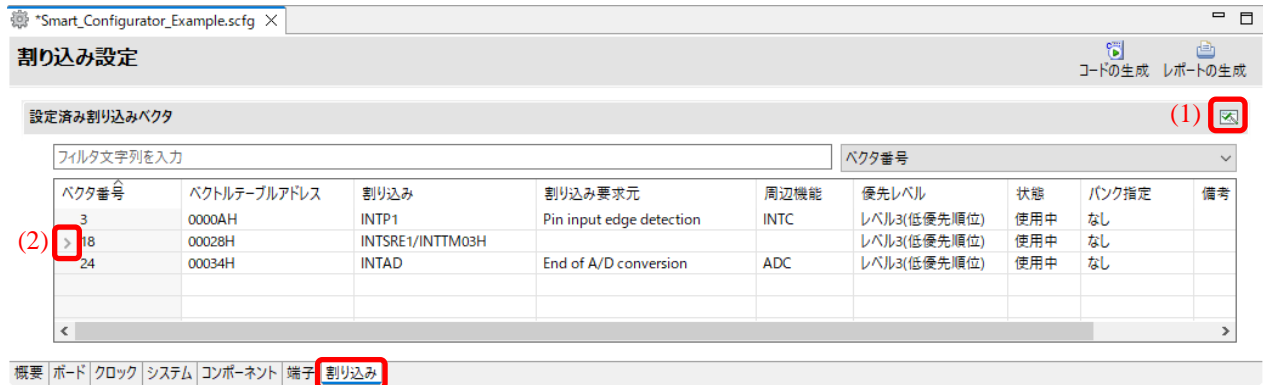 *Smart_Configurator_Example.scfg
割り込み設定
コードの生成 レポートの生成
設定済み割り込みベクタ
(1)
フィルタ文字列を入力 ベクタ番号
ベクタ番号 ベクトルテーブルアドレス 割り込み 割り込み要求元 周辺機能 優先レベル 状態 バンク指定 備考
3 0000AH INTP1 Pin input edge detection INTC レベル3(低優先順位) 使用中 なし
(2) > 18 00028H INTSRE1/INTTM03H レベル3(低優先順位) 使用中 なし
24 00034H INTAD End of A/D conversion ADC レベル3(低優先順位) 使用中 なし
概要 ボード クロック システム コンポーネント 端子 割り込み